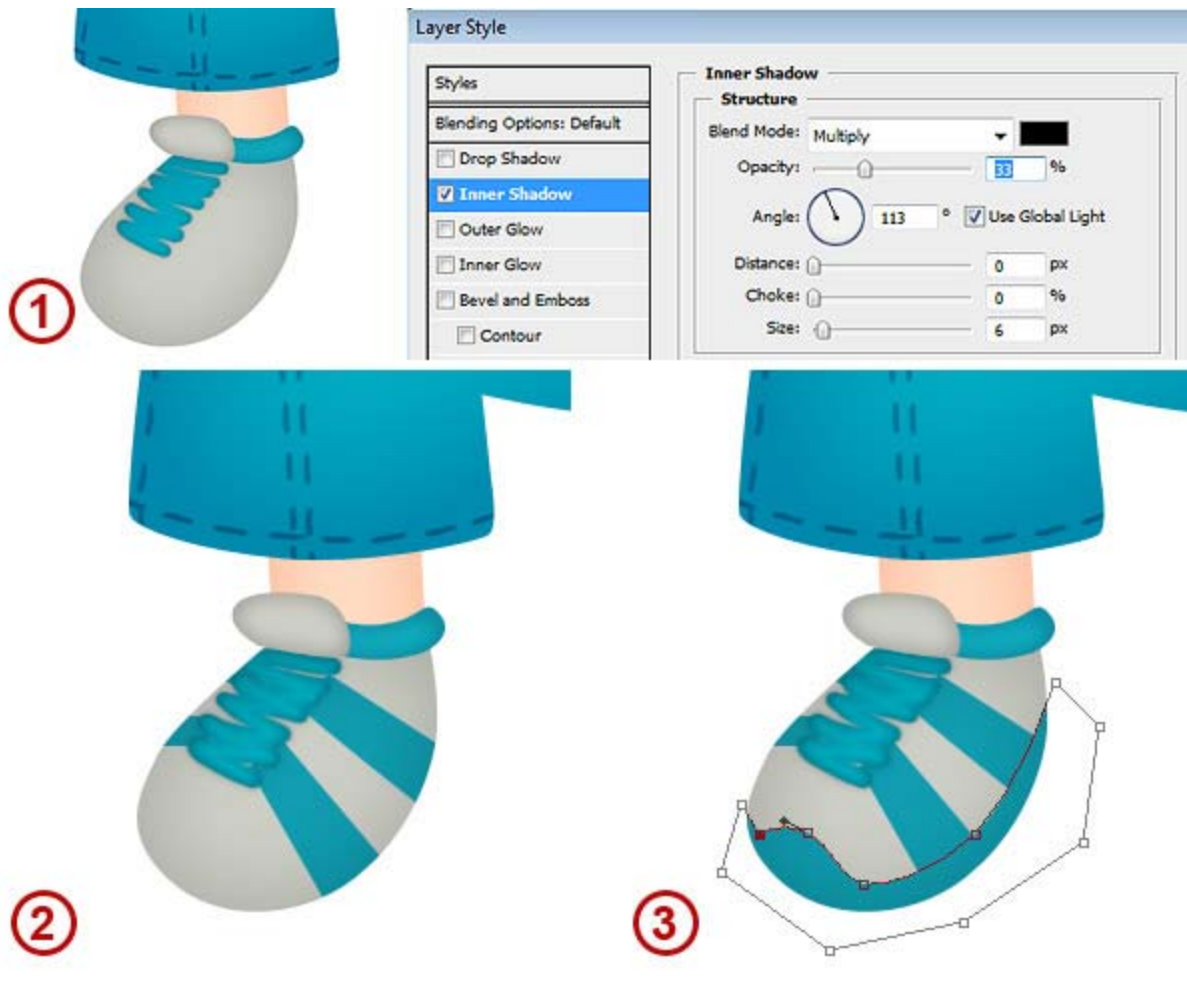 Layer Style
Styles
Blending Options: Default
Drop Shadow
Inner Shadow
Outer Glow
Inner Glow
Bevel and Emboss
Contour
Inner Shadow
Structure
Blend Mode: Multiply
Opacity: 33 %
Angle: 113 ° Use Global Light
Distance: 0 px
Choke: 0 %
Size: 6 px
1
2
3